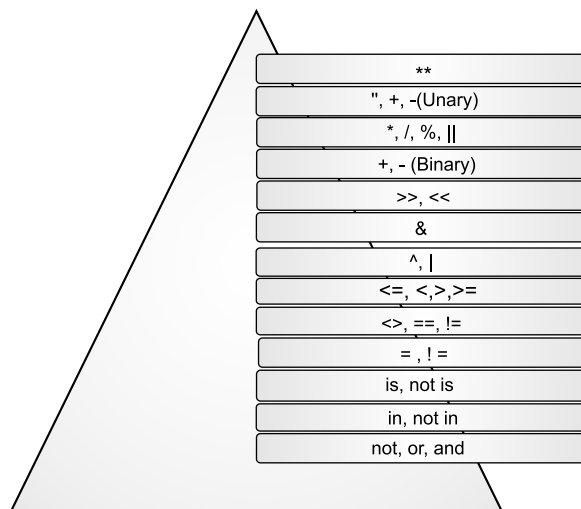 **
", +, -(Unary)
*, /, %, ||
+, - (Binary)
>>, <<
&
^, |
<=, <,>,>=
<>, ==, !=
= , ! =
is, not is
in, not in
not, or, and